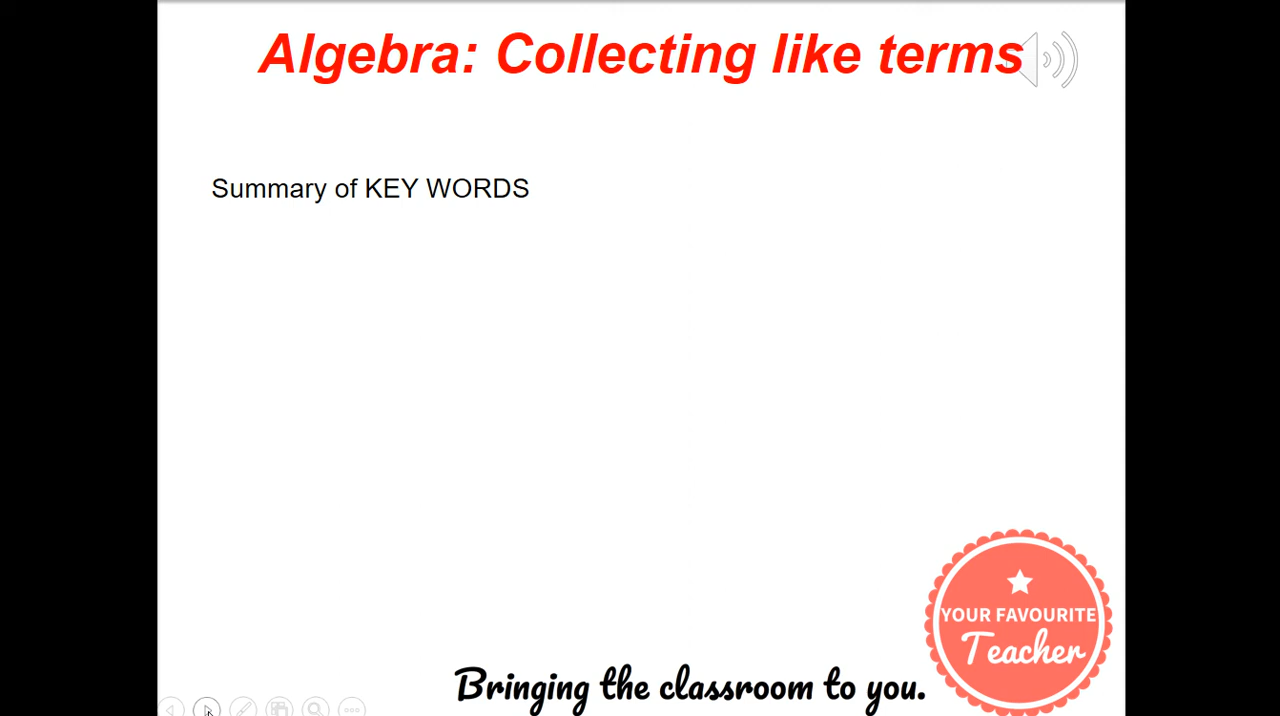 Algebra: Collecting like terms
Summary of KEY WORDS
YOUR FAVOURITE
Teacher
Bringing the classroom to you.